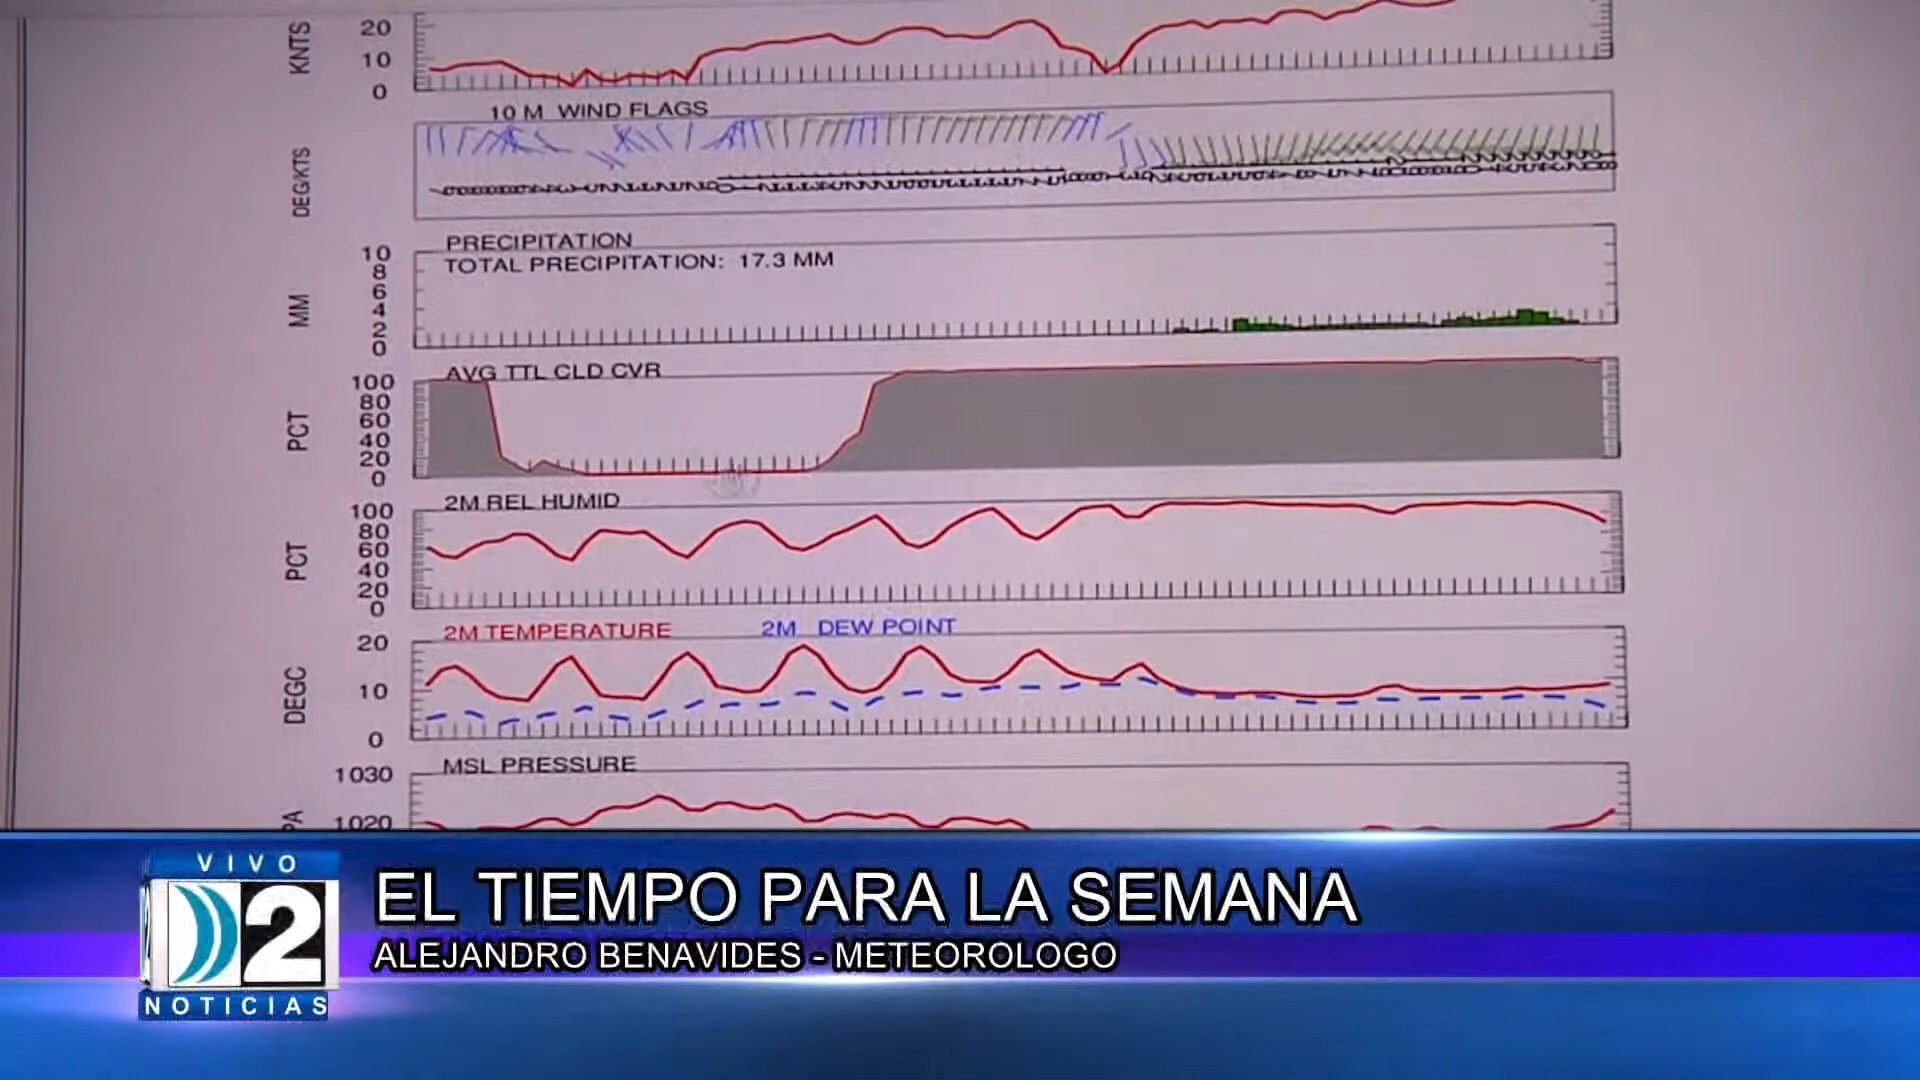 KNTS
20
10
0
10 M WIND FLAGS
DEG/KTS
PRECIPITATION
TOTAL PRECIPITATION: 17.3 MM
MM
10
8
6
4
2
0
AVG TTL CLD CVR
PCT
100
80
60
40
20
0
2M REL HUMID
PCT
100
80
60
40
20
0
2M TEMPERATURE 2M DEW POINT
DEGC
20
10
0
MSL PRESSURE
1030
1020
PA
VIVO
2
NOTICIAS
EL TIEMPO PARA LA SEMANA
ALEJANDRO BENAVIDES - METEOROLOGO